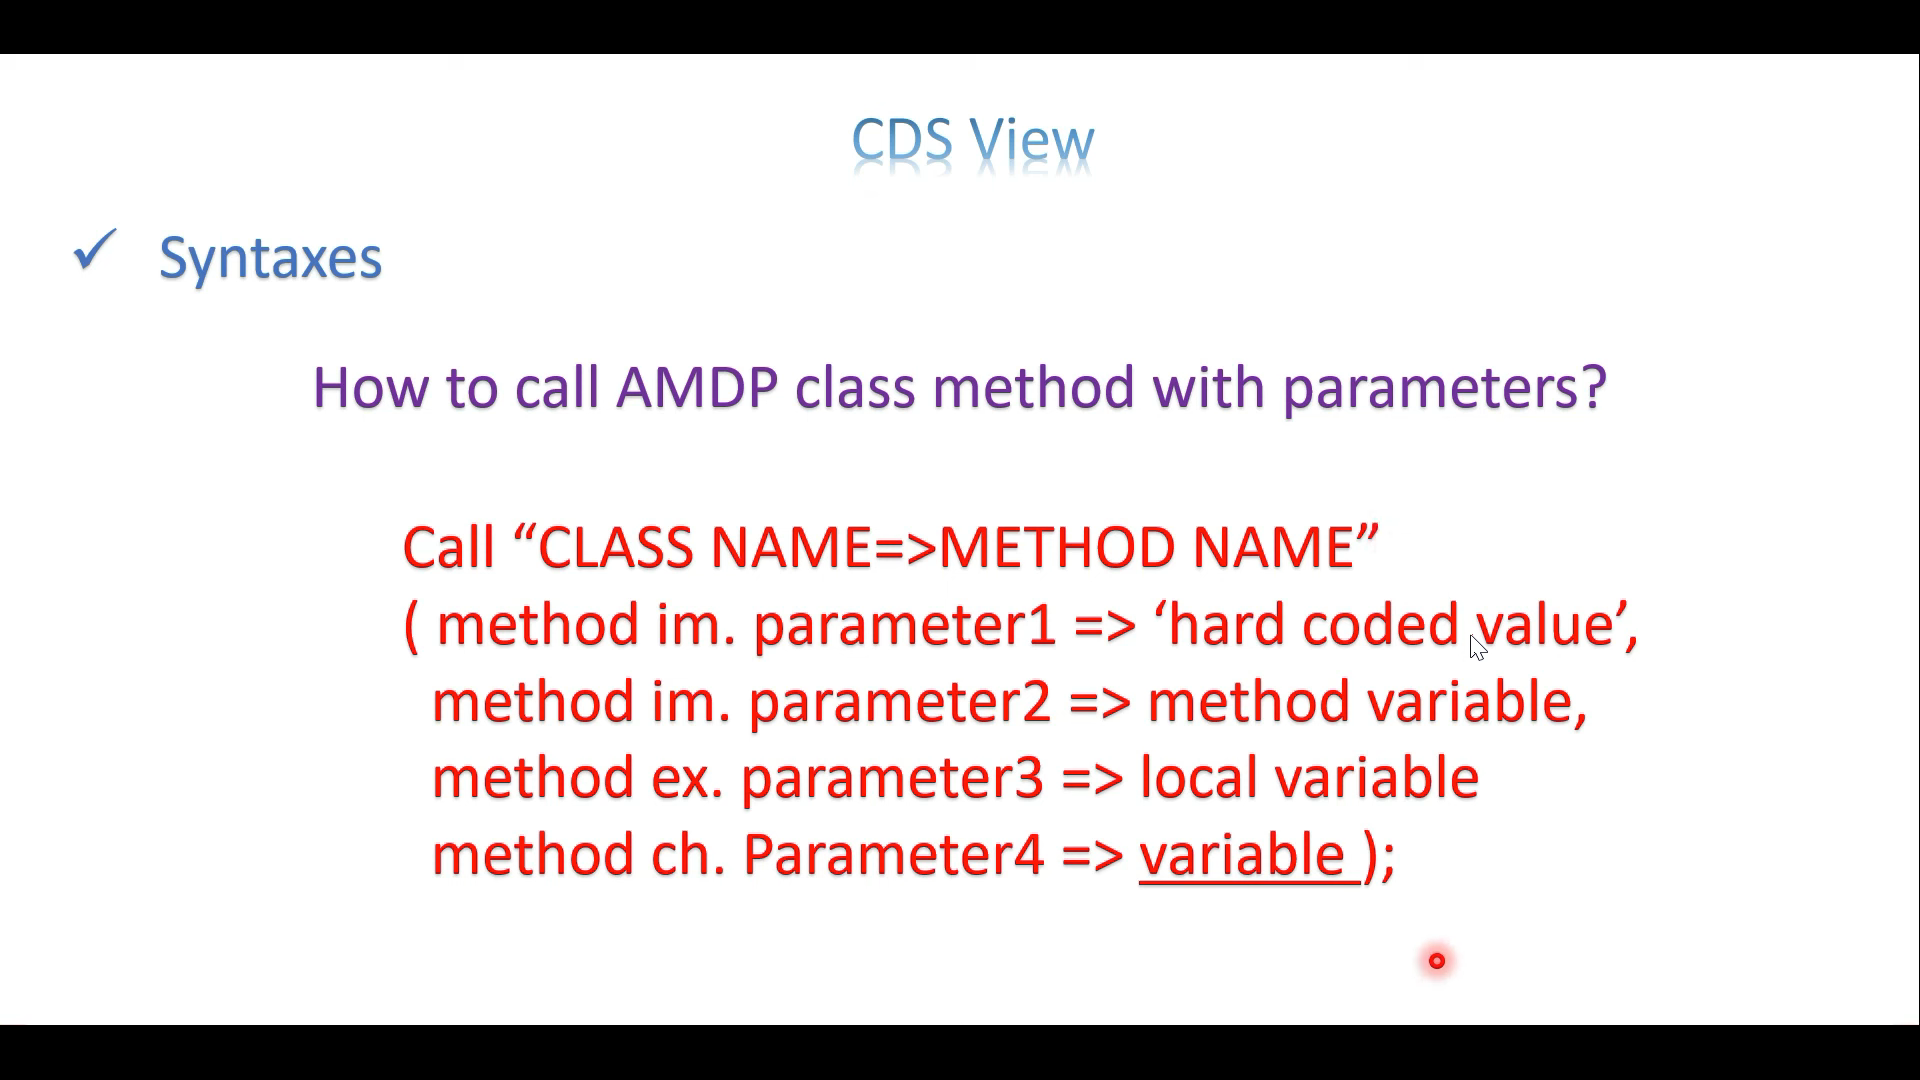 CDS View
✓ Syntaxes
How to call AMDP class method with parameters?
Call “CLASS NAME=>METHOD NAME”
( method im. parameter1 => ‘hard coded value’,
method im. parameter2 => method variable,
method ex. parameter3 => local variable
method ch. Parameter4 => variable );